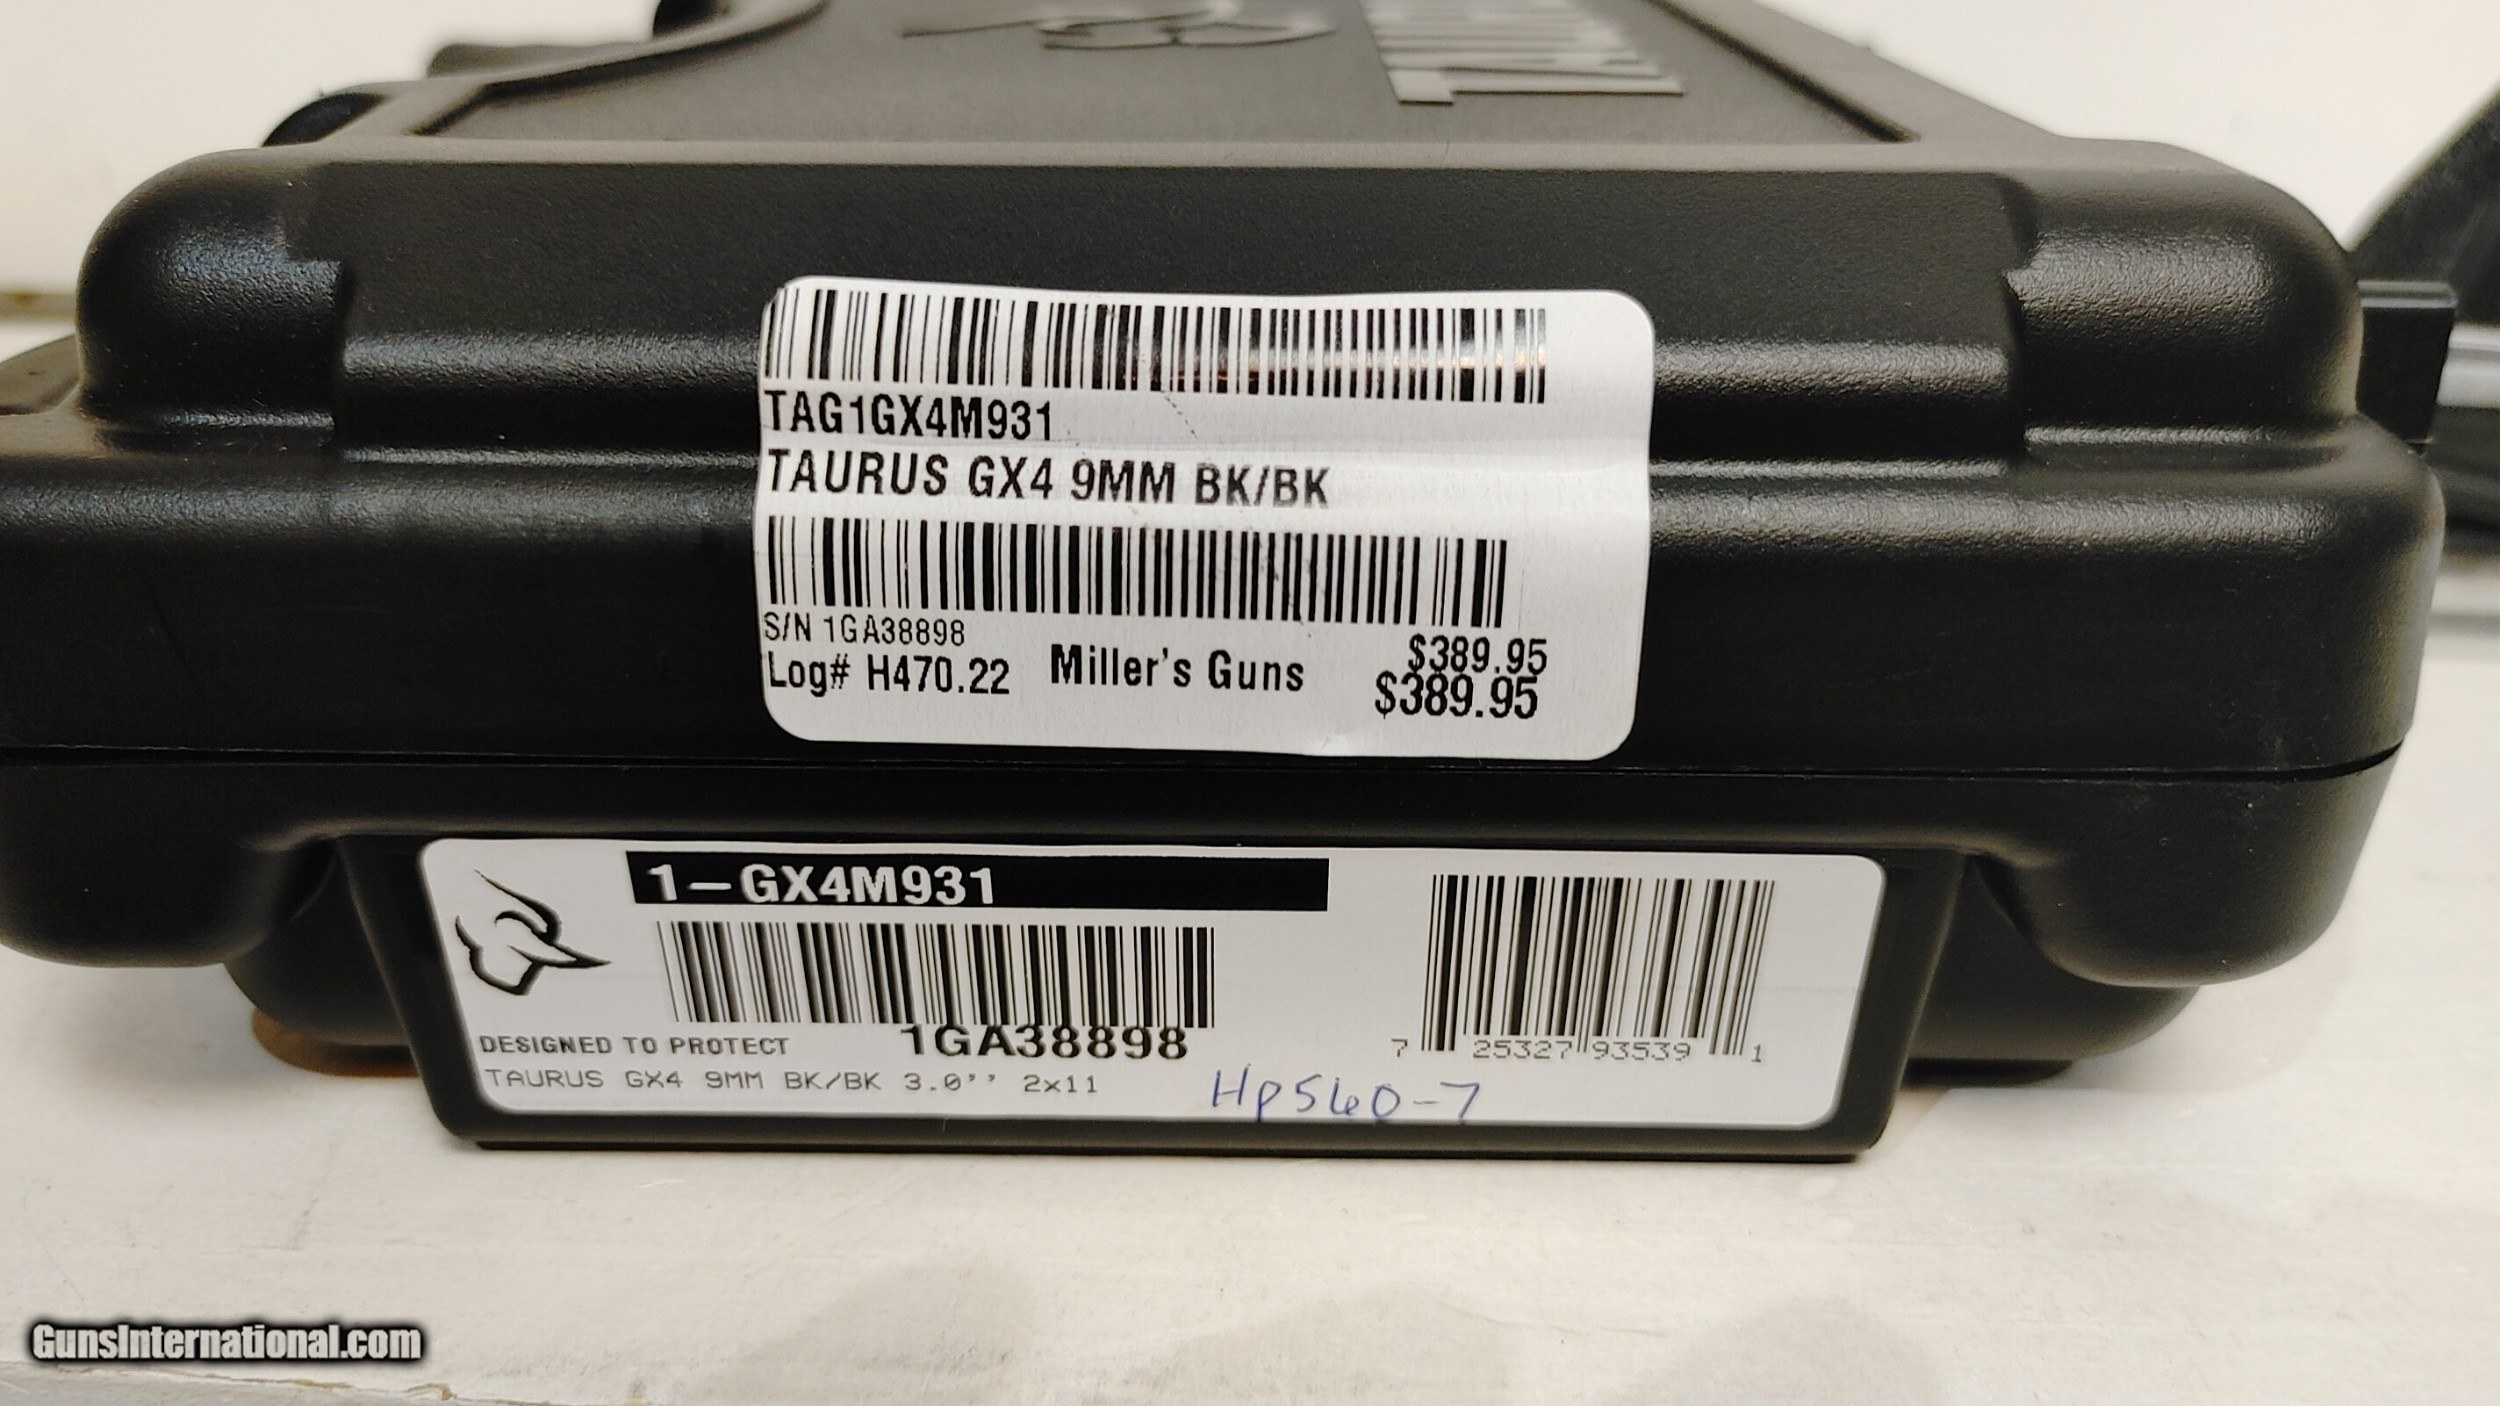 TAURUS
TAG1GX4M931
TAURUS GX4 9MM BK/BK
S/N 1GA38898
Log# H470.22 Miller's Guns $389.95
$389.95
1-GX4M931
1GA38898
DESIGNED TO PROTECT
TAURUS GX4 9MM BK/BK 3.0'' 2x11
7 25327 93539 1
Hp560-7
GunsInternational.com